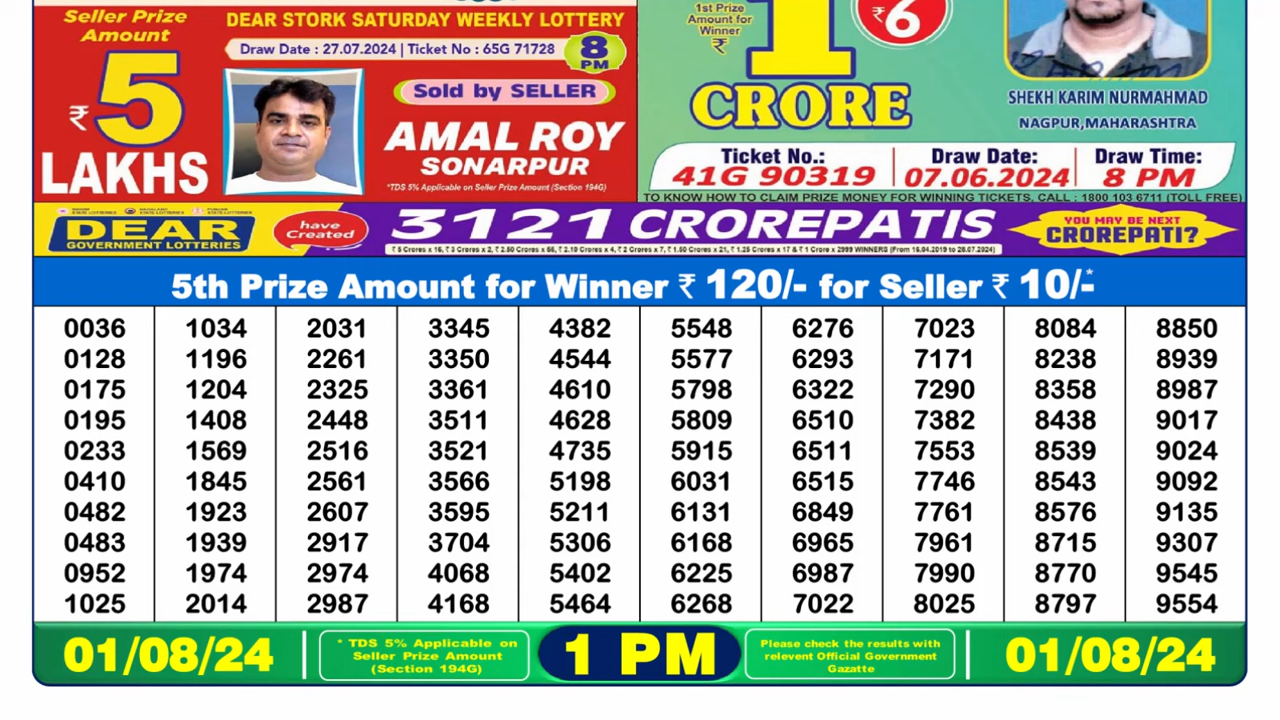 Seller Prize
Amount
₹5
LAKHS
DEAR STORK SATURDAY WEEKLY LOTTERY
Draw Date : 27.07.2024 | Ticket No : 65G 71728
8
PM
Sold by SELLER
AMAL ROY
SONARPUR
*TDS 5% Applicable on Seller Prize Amount (Section 194G)
1st Prize
Amount for
Winner
₹
1
CRORE
₹6
SHEKH KARIM NURMAHMAD
NAGPUR,MAHARASHTRA
Ticket No.: Draw Date: Draw Time:
41G 90319 07.06.2024 8 PM
TO KNOW HOW TO CLAIM PRIZE MONEY FOR WINNING TICKETS, CALL : 1800 103 6711 (TOLL FREE)
DEAR
GOVERNMENT LOTTERIES
have
Created
3121 CROREPATIS
YOU MAY BE NEXT
CROREPATI?
5th Prize Amount for Winner ₹ 120/- for Seller ₹ 10/-*
0036 1034 2031 3345 4382 5548 6276 7023 8084 8850
0128 1196 2261 3350 4544 5577 6293 7171 8238 8939
0175 1204 2325 3361 4610 5798 6322 7290 8358 8987
0195 1408 2448 3511 4628 5809 6510 7382 8438 9017
0233 1569 2516 3521 4735 5915 6511 7553 8539 9024
0410 1845 2561 3566 5198 6031 6515 7746 8543 9092
0482 1923 2607 3595 5211 6131 6849 7761 8576 9135
0483 1939 2917 3704 5306 6168 6965 7961 8715 9307
0952 1974 2974 4068 5402 6225 6987 7990 8770 9545
1025 2014 2987 4168 5464 6268 7022 8025 8797 9554
01/08/24
* TDS 5% Applicable on
Seller Prize Amount
(Section 194G)
1 PM
Please check the results with
relevent Official Government
Gazatte
01/08/24